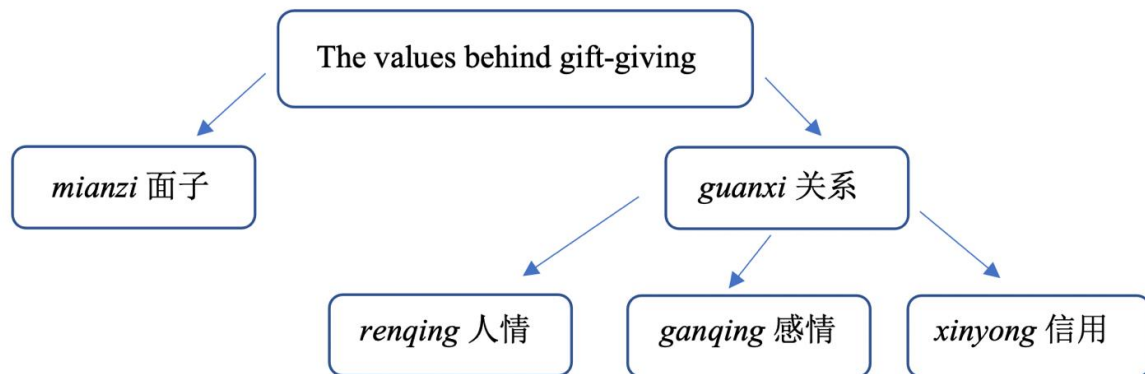 The values behind gift-giving
mianzi 面子
guanxi 关系
renqing 人情
ganqing 感情
xinyong 信用